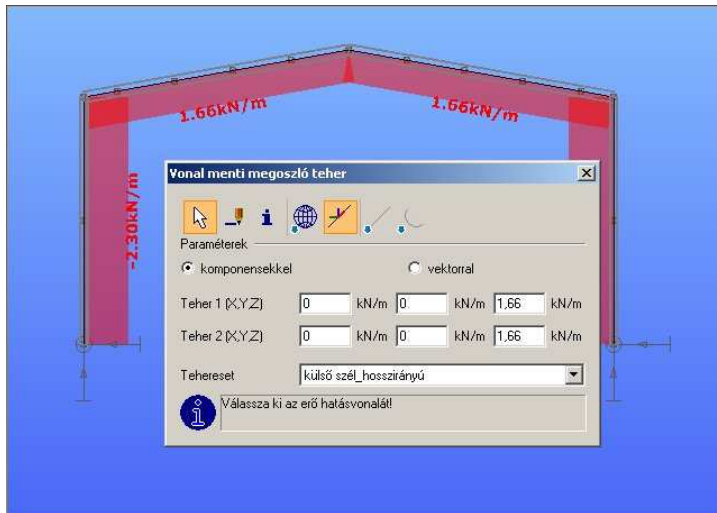 1.66kN/m
1.66kN/m
-2.30kN/m
Vonal menti megoszló teher
Paraméterek
komponensekkel
vektorral
Teher 1 (X,Y,Z) 0 kN/m 0 kN/m 1,66 kN/m
Teher 2 (X,Y,Z) 0 kN/m 0 kN/m 1,66 kN/m
Tehereset külső szél_hosszirányú
Válassza ki az erő hatásvonalát!